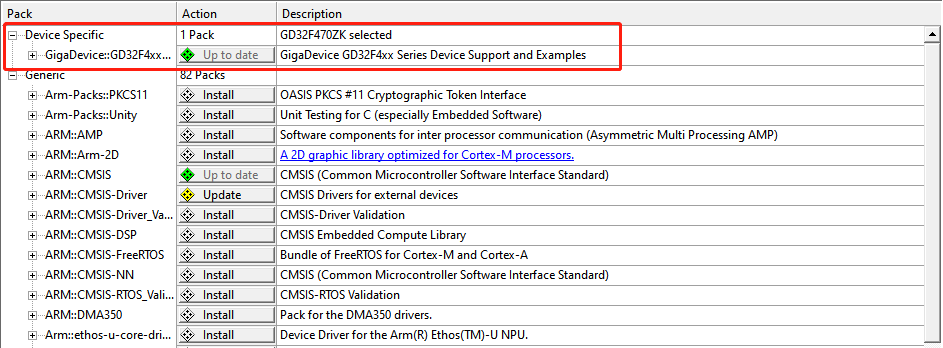 Pack Action Description
Device Specific 1 Pack GD32F470ZK selected
GigaDevice::GD32F4xx... Up to date GigaDevice GD32F4xx Series Device Support and Examples
Generic 82 Packs
Arm-Packs::PKCS11 Install OASIS PKCS #11 Cryptographic Token Interface
Arm-Packs::Unity Install Unit Testing for C (especially Embedded Software)
ARM::AMP Install Software components for inter processor communication (Asymmetric Multi Processing AMP)
ARM::Arm-2D Install A 2D graphic library optimized for Cortex-M processors.
ARM::CMSIS Up to date CMSIS (Common Microcontroller Software Interface Standard)
ARM::CMSIS-Driver Update CMSIS Drivers for external devices
ARM::CMSIS-Driver_Va... Install CMSIS-Driver Validation
ARM::CMSIS-DSP Install CMSIS Embedded Compute Library
ARM::CMSIS-FreeRTOS Install Bundle of FreeRTOS for Cortex-M and Cortex-A
ARM::CMSIS-NN Install CMSIS (Common Microcontroller Software Interface Standard)
ARM::CMSIS-RTOS_Vali... Install CMSIS-RTOS Validation
ARM::DMA350 Install Pack for the DMA350 drivers.
Arm::ethos-u-core-dri... Install Device Driver for the Arm(R) Ethos(TM)-U NPU.